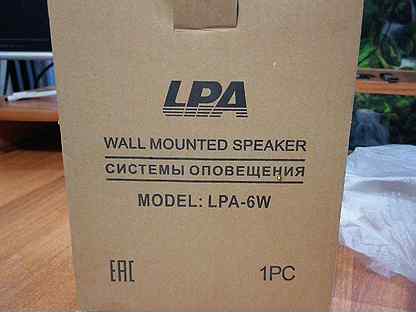 LPA
WALL MOUNTED SPEAKER
СИСТЕМЫ ОПОВЕЩЕНИЯ
MODEL: LPA-6W
EAC 1PC